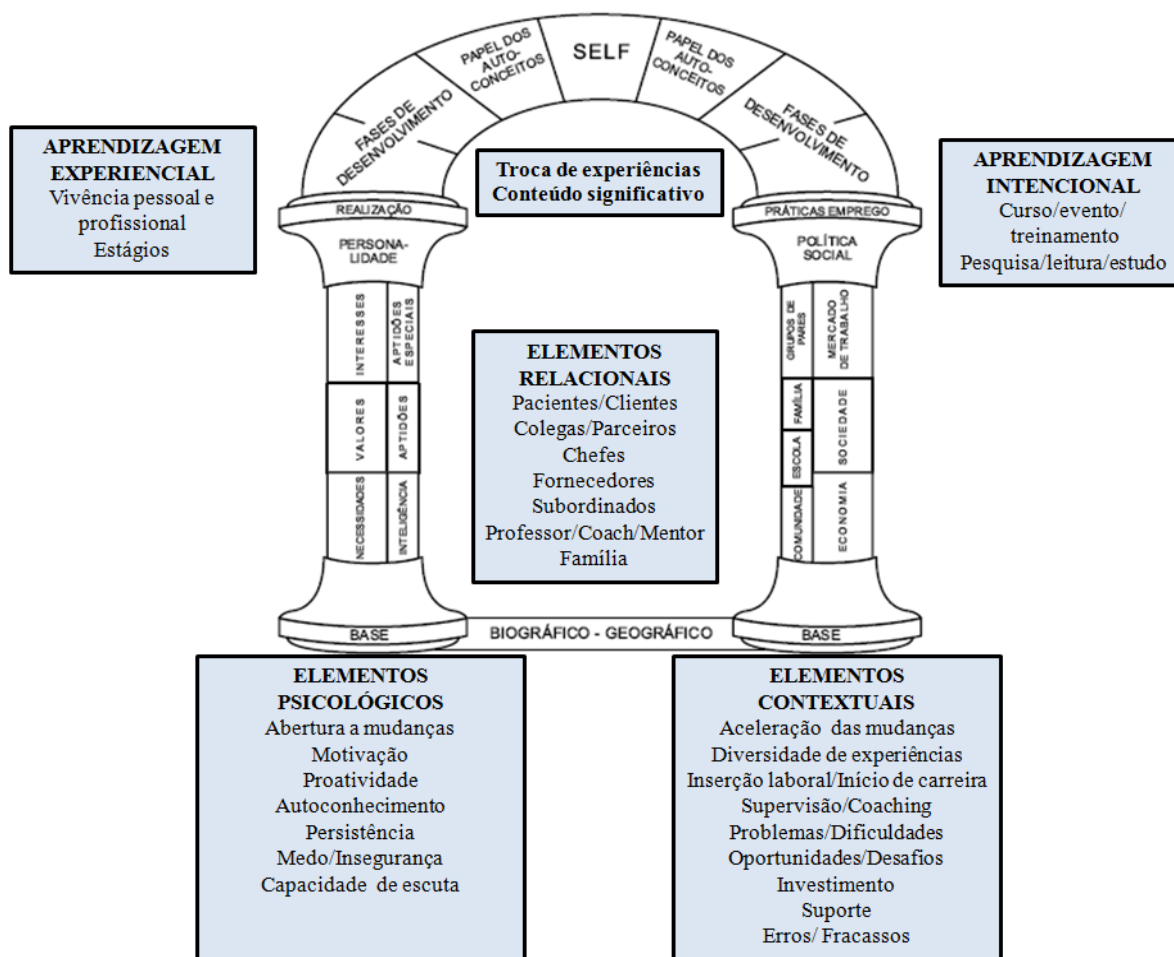 SELF
PAPEL DOS
AUTO-
CONCEITOS
PAPEL DOS
AUTO-
CONCEITOS
FASES DE
DESENVOLVIMENTO
FASES DE
DESENVOLVIMENTO
APRENDIZAGEM
EXPERIENCIAL
Vivência pessoal e
profissional
Estágios
Troca de experiências
Conteúdo significativo
APRENDIZAGEM
INTENCIONAL
Curso/evento/
treinamento
Pesquisa/leitura/estudo
REALIZAÇÃO
PERSONA-
LIDADE
PRÁTICAS EMPREGO
POLÍTICA
SOCIAL
INTERESSES
APTIDÕES
ESPECIAIS
VALORES
APTIDÕES
NECESSIDADES
INTELIGÊNCIA
ELEMENTOS
RELACIONAIS
Pacientes/Clientes
Colegas/Parceiros
Chefes
Fornecedores
Subordinados
Professor/Coach/Mentor
Família
GRUPOS DE
PARES
MERCADO
DE TRABALHO
FAMÍLIA
ESCOLA
SOCIEDADE
COMUNIDADE
ECONOMIA
BASE
BIOGRÁFICO - GEOGRÁFICO
BASE
ELEMENTOS
PSICOLÓGICOS
Abertura a mudanças
Motivação
Proatividade
Autoconhecimento
Persistência
Medo/Insegurança
Capacidade de escuta
ELEMENTOS
CONTEXTUAIS
Aceleração das mudanças
Diversidade de experiências
Inserção laboral/Início de carreira
Supervisão/Coaching
Problemas/Dificuldades
Oportunidades/Desafios
Investimento
Suporte
Erros/ Fracassos